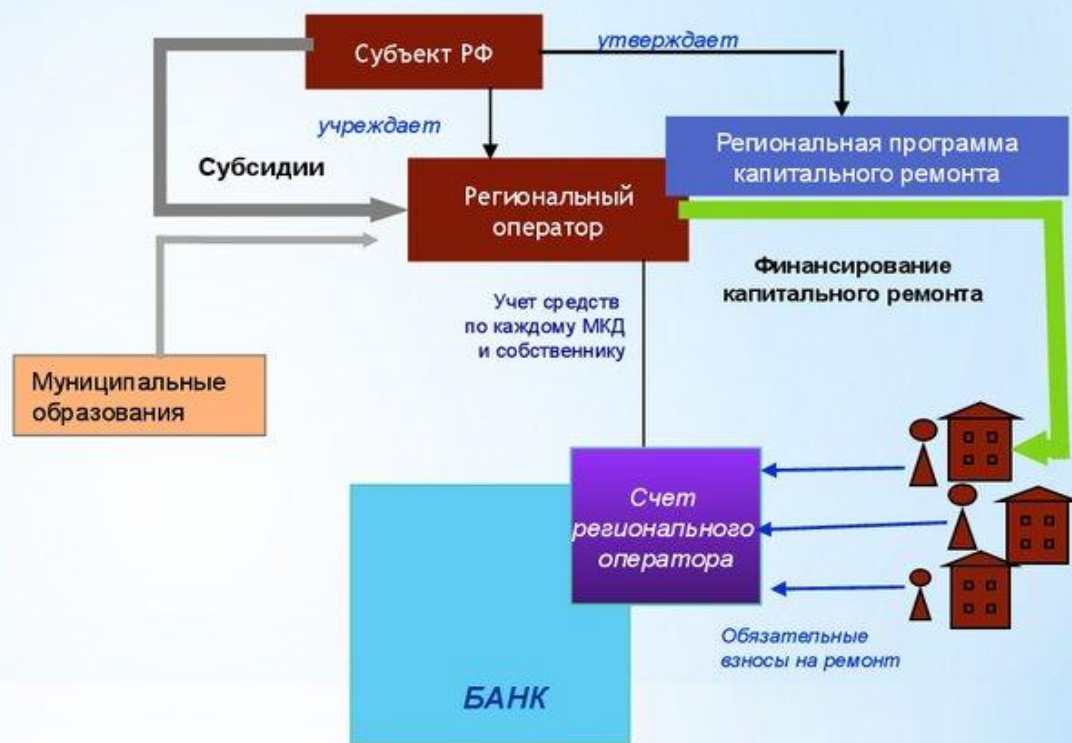 Субъект РФ
утверждает
учреждает
Субсидии
Региональная программа
капитального ремонта
Региональный
оператор
Финансирование
капитального ремонта
Учет средств
по каждому МКД
и собственнику
Муниципальные
образования
Счет
регионального
оператора
Обязательные
взносы на ремонт
БАНК